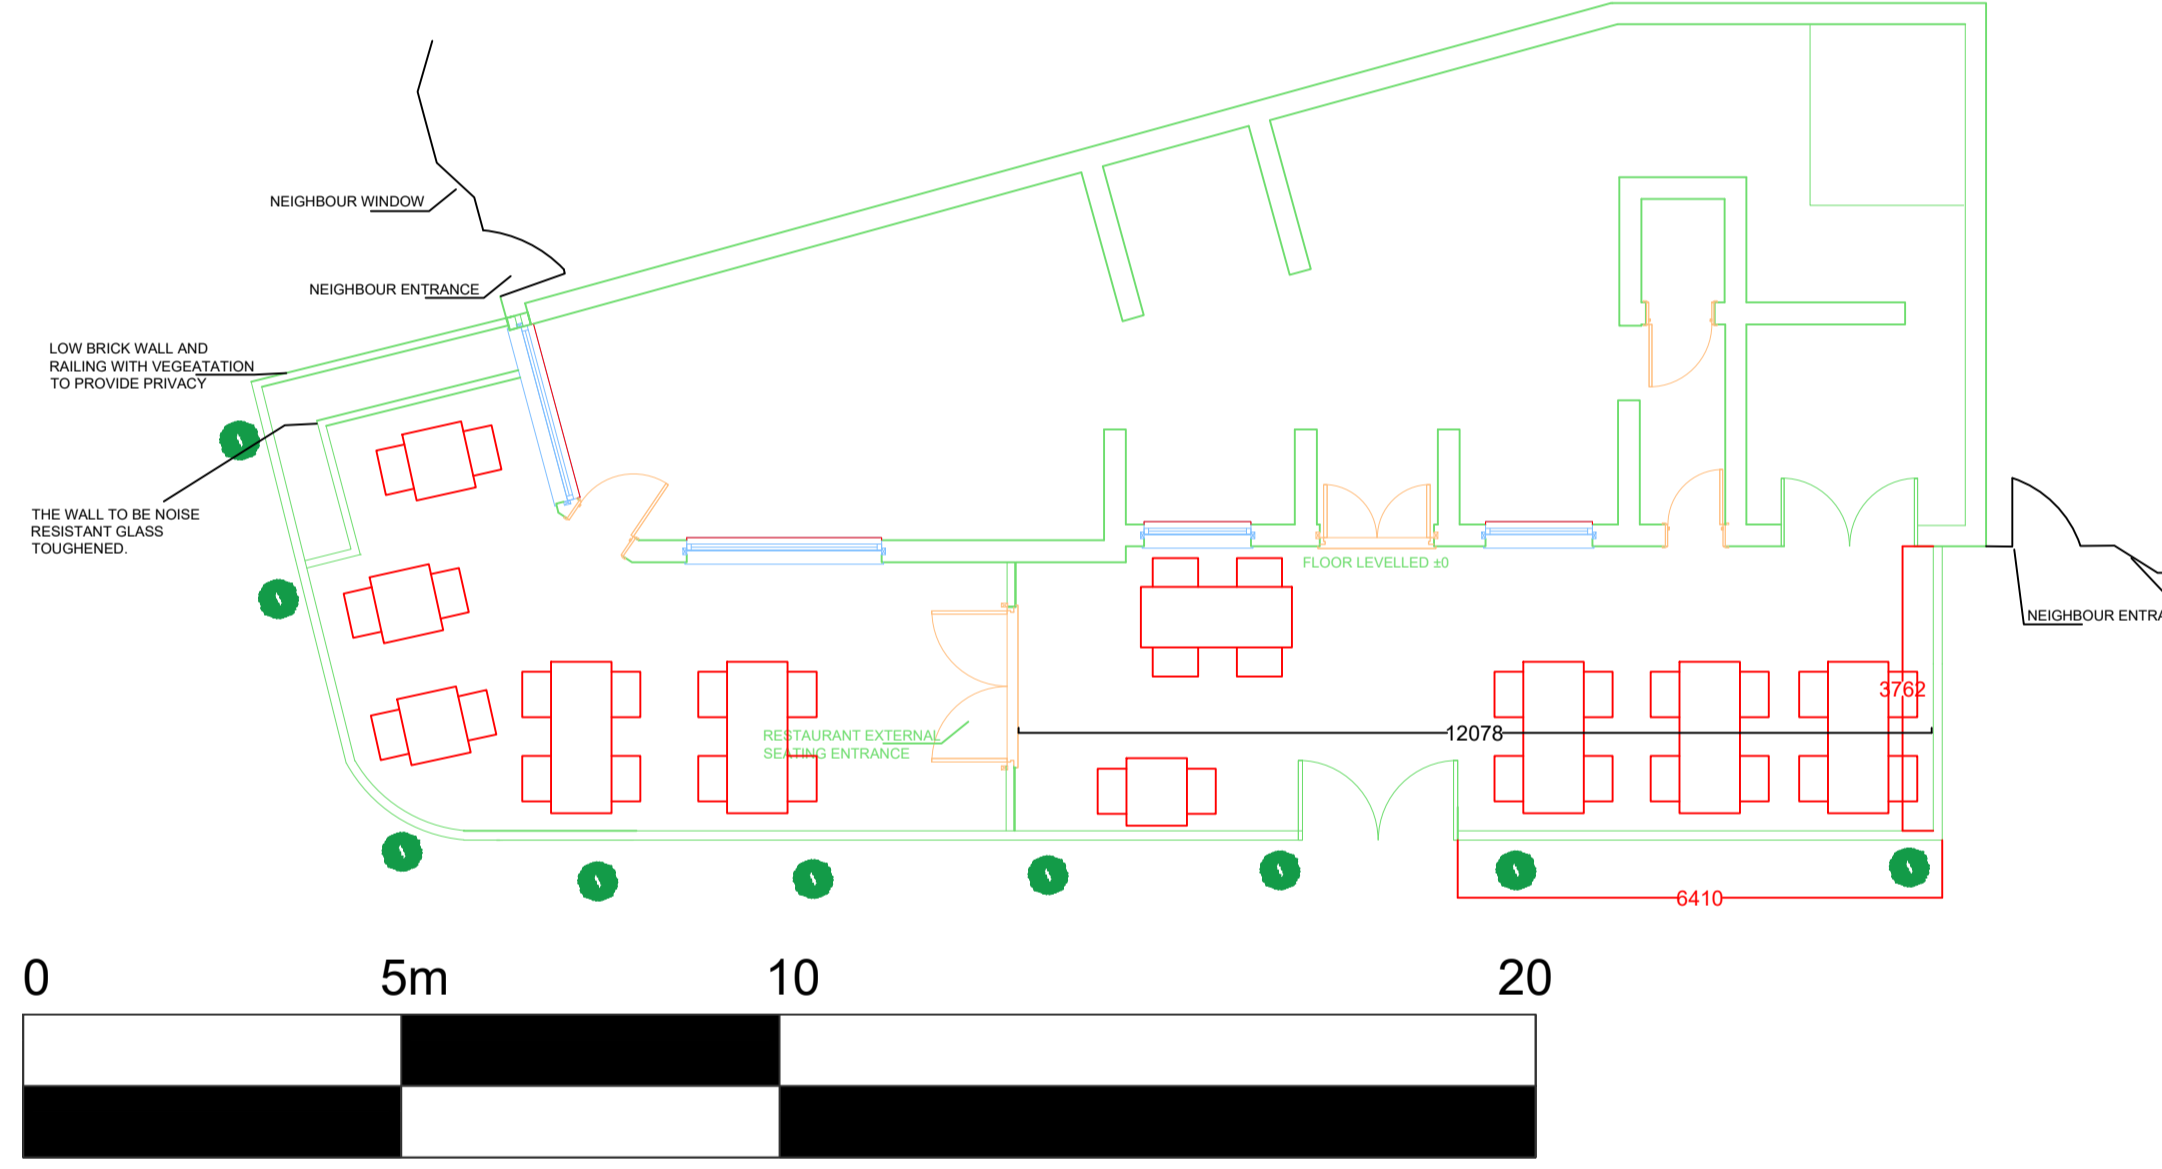 NEIGHBOUR WINDOW
NEIGHBOUR ENTRANCE
LOW BRICK WALL AND
RAILING WITH VEGEATATION
TO PROVIDE PRIVACY
THE WALL TO BE NOISE
RESISTANT GLASS
TOUGHENED.
FLOOR LEVELLED ±0
NEIGHBOUR ENTRA
3762
RESTAURANT EXTERNAL
SEATING ENTRANCE
12078
6410
0 5m 10 20